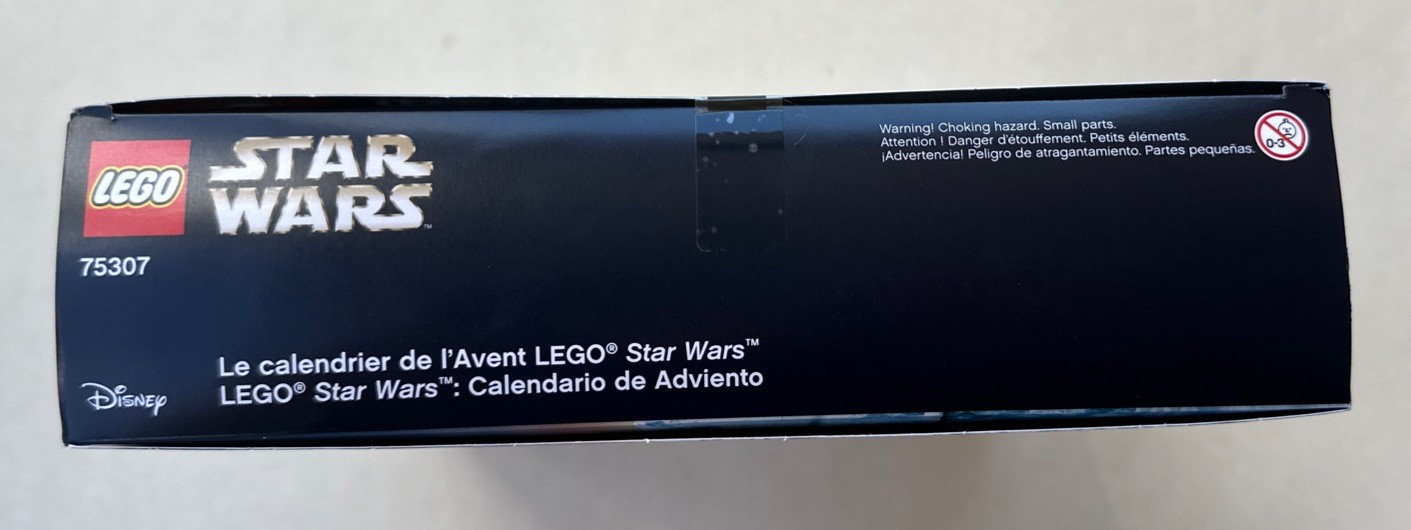 LEGO
STAR
WARS™
75307
Disney
Le calendrier de l'Avent LEGO® Star Wars™
LEGO® Star Wars™: Calendario de Adviento
Warning! Choking hazard. Small parts.
Attention ! Danger d'étouffement. Petits éléments.
¡Advertencia! Peligro de atragantamiento. Partes pequeñas.
0-3